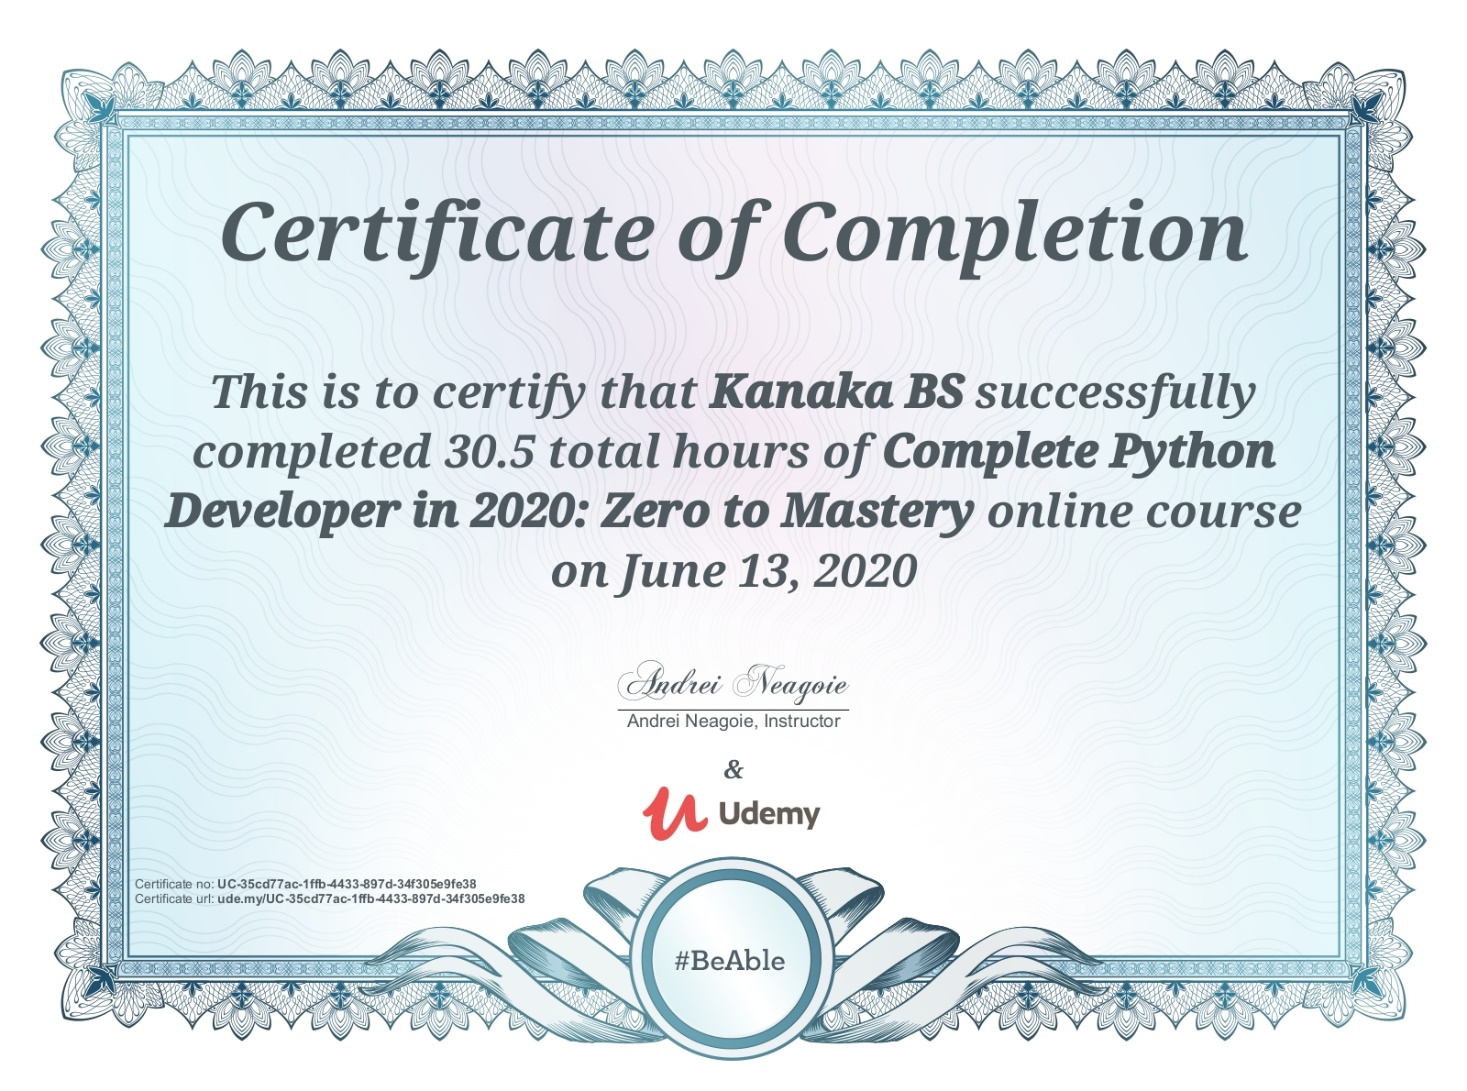 Certificate of Completion
This is to certify that Kanaka BS successfully
completed 30.5 total hours of Complete Python
Developer in 2020: Zero to Mastery online course
on June 13, 2020
Andrei Neagoie
Andrei Neagoie, Instructor
&
Udemy
Certificate no: UC-35cd77ac-1ffb-4433-897d-34f305e9fe38
Certificate url: ude.my/UC-35cd77ac-1ffb-4433-897d-34f305e9fe38
#BeAble